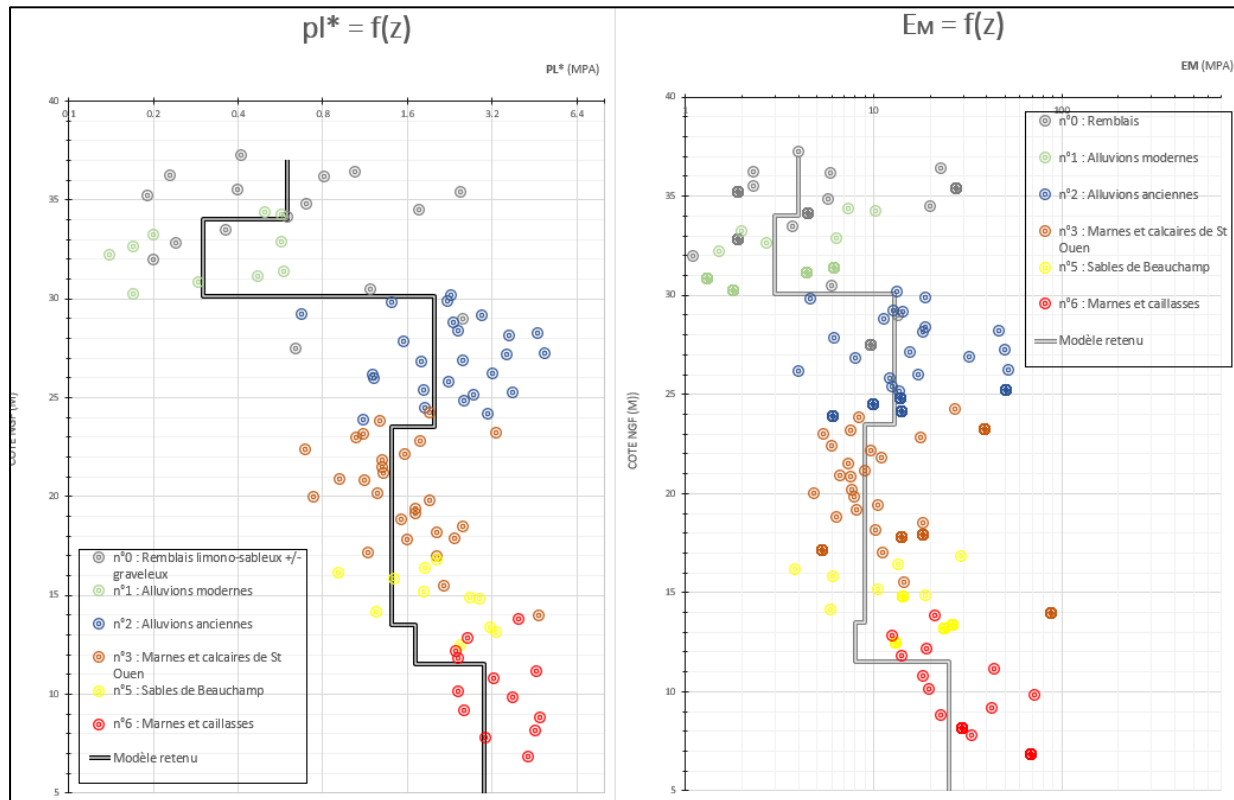 pl* = f(z)
PL* (MPA)
0.1 0.2 0.4 0.8 1.6 3.2 6.4
40
35
30
25
20
15
10
5
n°0 : Remblais limono-sableux +/-
graveleux
n°1 : Alluvions modernes
n°2 : Alluvions anciennes
n°3 : Marnes et calcaires de St
Ouen
n°5 : Sables de Beauchamp
n°6 : Marnes et caillasses
Modèle retenu
EM = f(z)
EM (MPA)
1 10 100
COTE NGF (M))
40
35
30
25
20
15
10
5
n°0 : Remblais
n°1 : Alluvions modernes
n°2 : Alluvions anciennes
n°3 : Marnes et calcaires de
St Ouen
n°5 : Sables de Beauchamp
n°6 : Marnes et caillasses
Modèle retenu